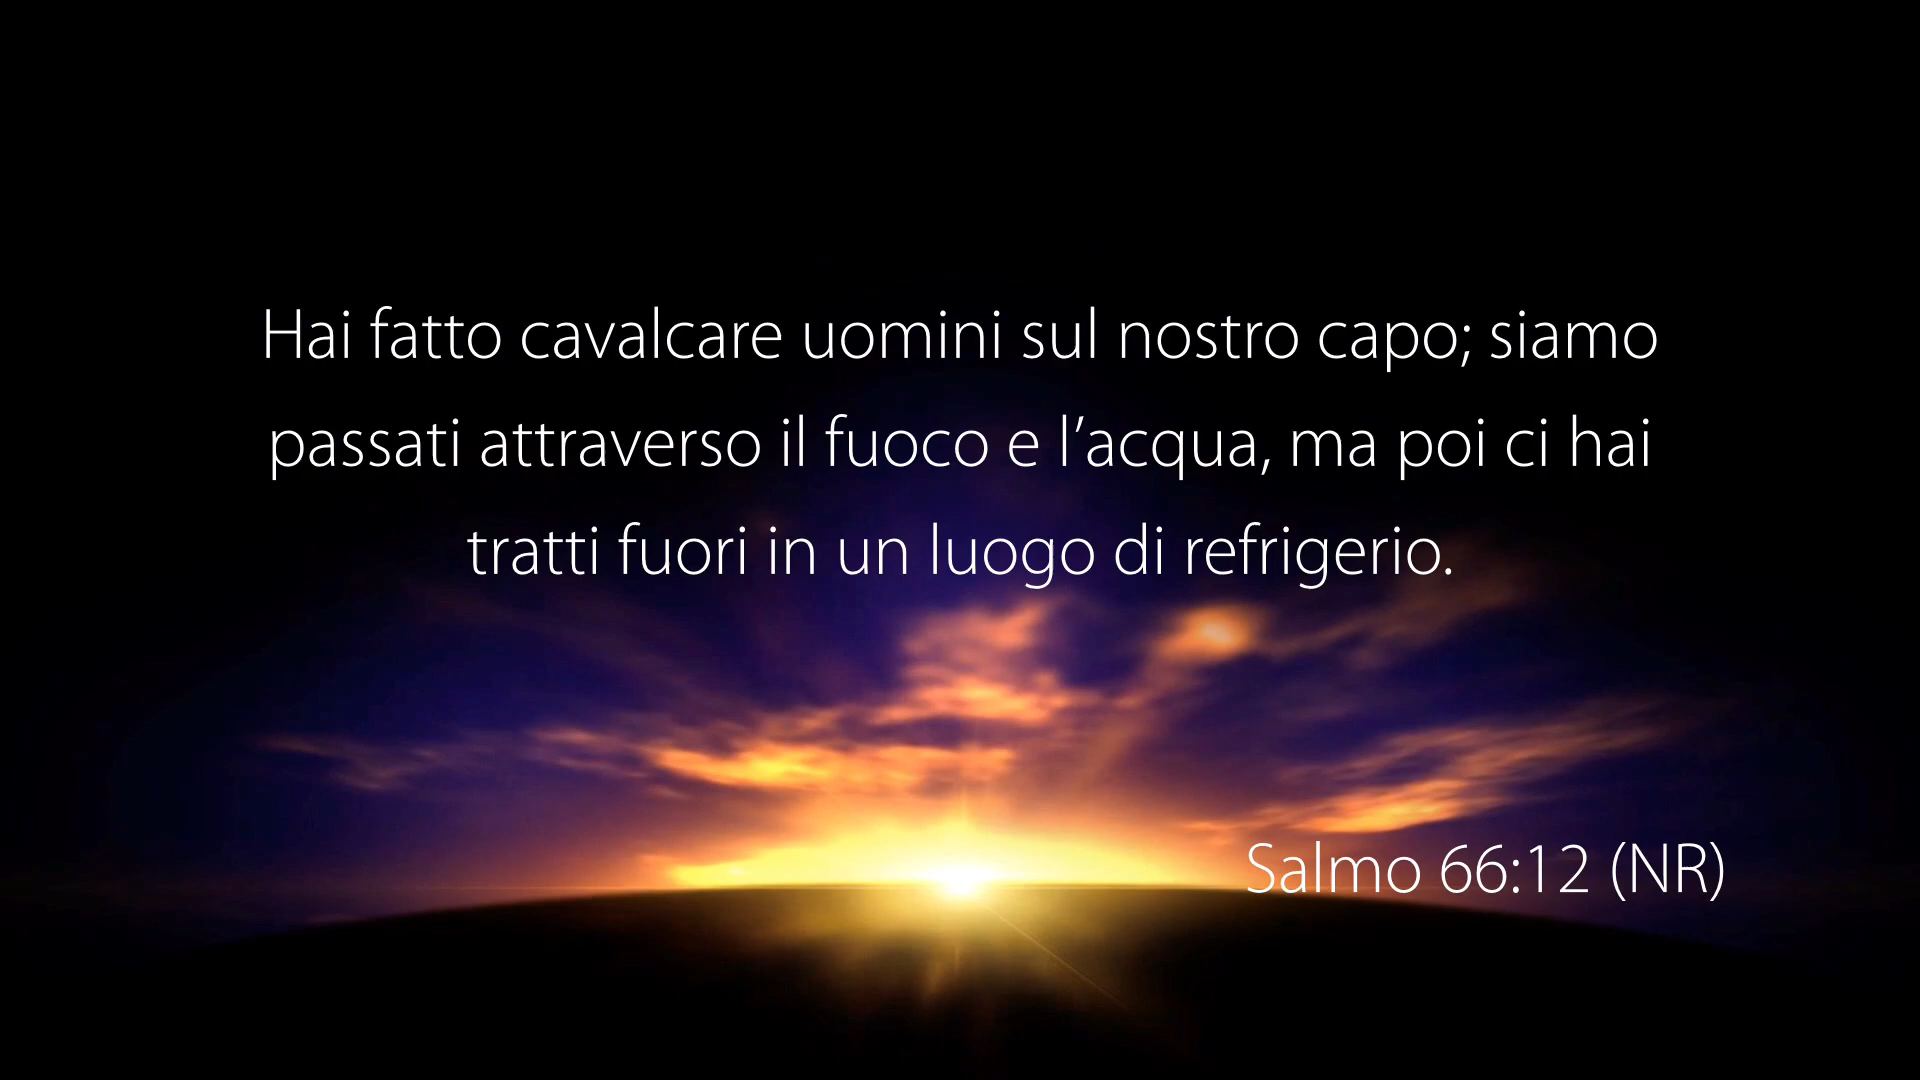 Hai fatto cavalcare uomini sul nostro capo; siamo
passati attraverso il fuoco e l’acqua, ma poi ci hai
tratti fuori in un luogo di refrigerio.
Salmo 66:12 (NR)